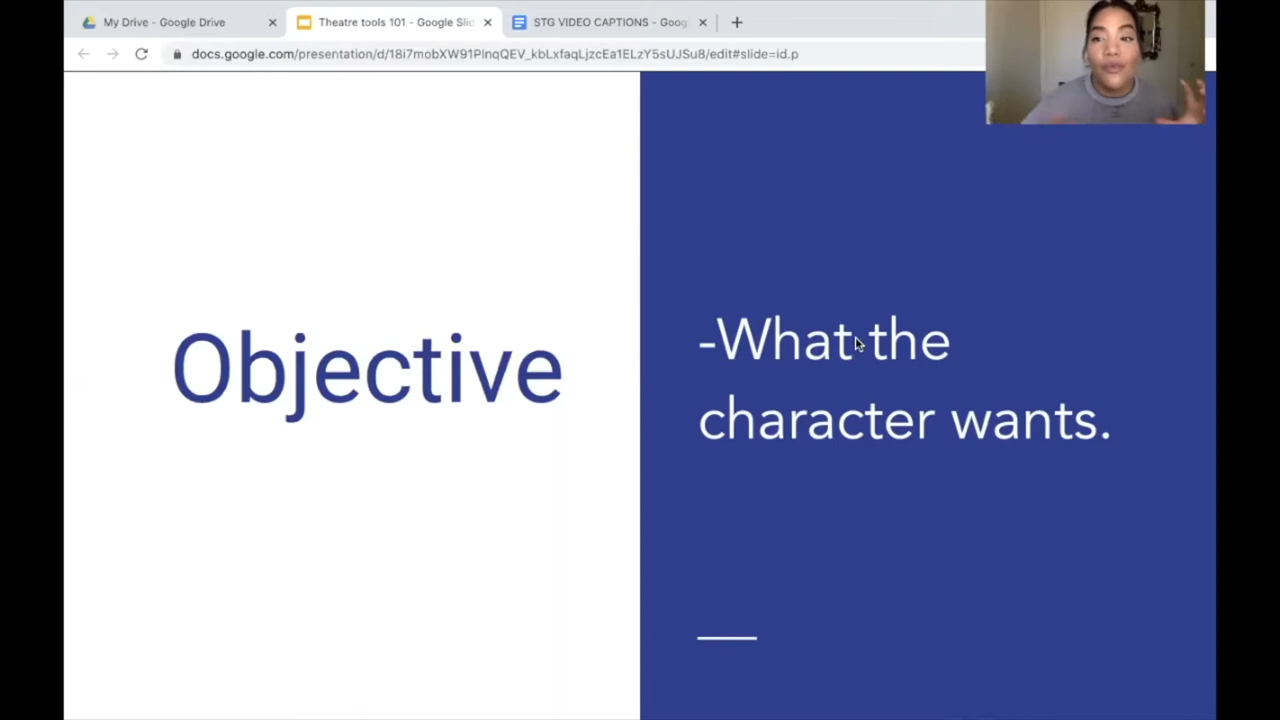 My Drive - Google Drive
Theatre tools 101 - Google Slid
STG VIDEO CAPTIONS - Goog
docs.google.com/presentation/d/18i7mobXW91PlnqQEV_kbLxfaqLjzcEa1ELzY5sUJSu8/edit#slide=id.p
Objective
-What the
character wants.